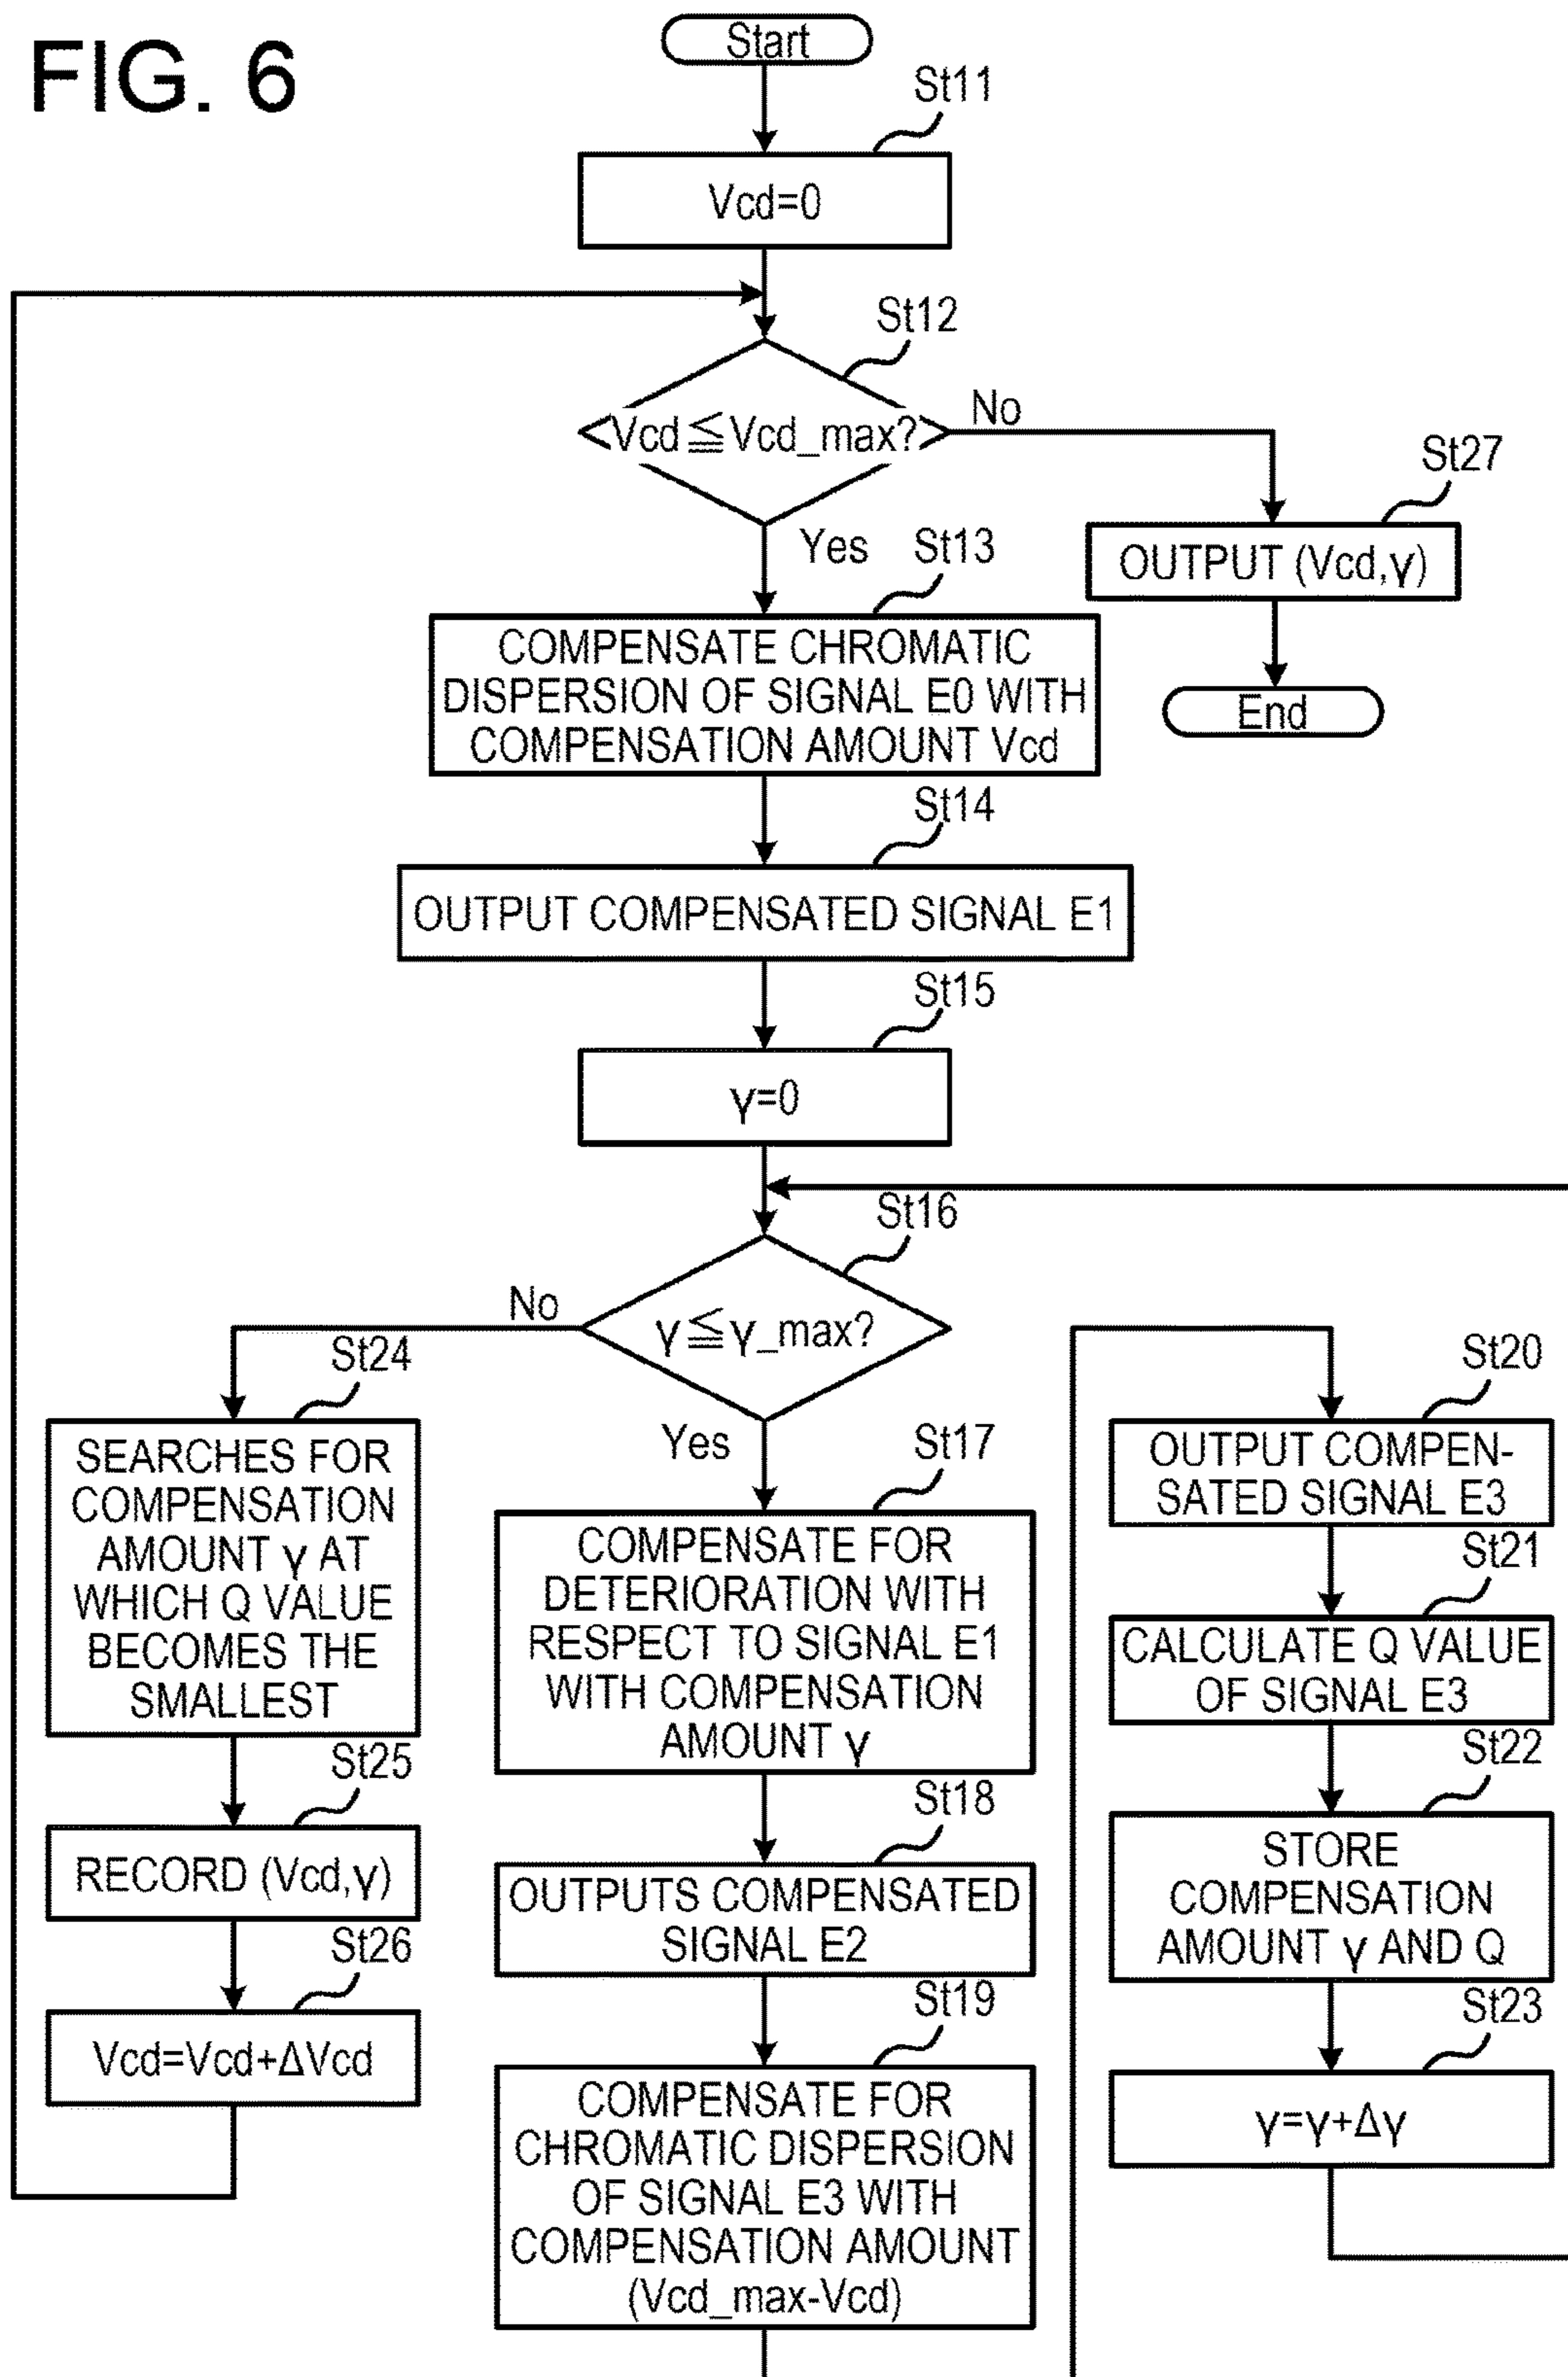 FIG. 6
Start
St11
Vcd=0
St12
Vcd≦Vcd_max?
No
Yes
St27
OUTPUT (Vcd,γ)
End
St13
COMPENSATE CHROMATIC
DISPERSION OF SIGNAL E0 WITH
COMPENSATION AMOUNT Vcd
St14
OUTPUT COMPENSATED SIGNAL E1
St15
γ=0
St16
γ≦γ_max?
No
Yes
St24
SEARCHES FOR
COMPENSATION
AMOUNT γ AT
WHICH Q VALUE
BECOMES THE
SMALLEST
St25
RECORD (Vcd,γ)
St26
Vcd=Vcd+ΔVcd
St17
COMPENSATE FOR
DETERIORATION WITH
RESPECT TO SIGNAL E1
WITH COMPENSATION
AMOUNT γ
St18
OUTPUTS COMPENSATED
SIGNAL E2
St19
COMPENSATE FOR
CHROMATIC DISPERSION
OF SIGNAL E3 WITH
COMPENSATION AMOUNT
(Vcd_max-Vcd)
St20
OUTPUT COMPEN-
SATED SIGNAL E3
St21
CALCULATE Q VALUE
OF SIGNAL E3
St22
STORE
COMPENSATION
AMOUNT γ AND Q
St23
γ=γ+Δγ